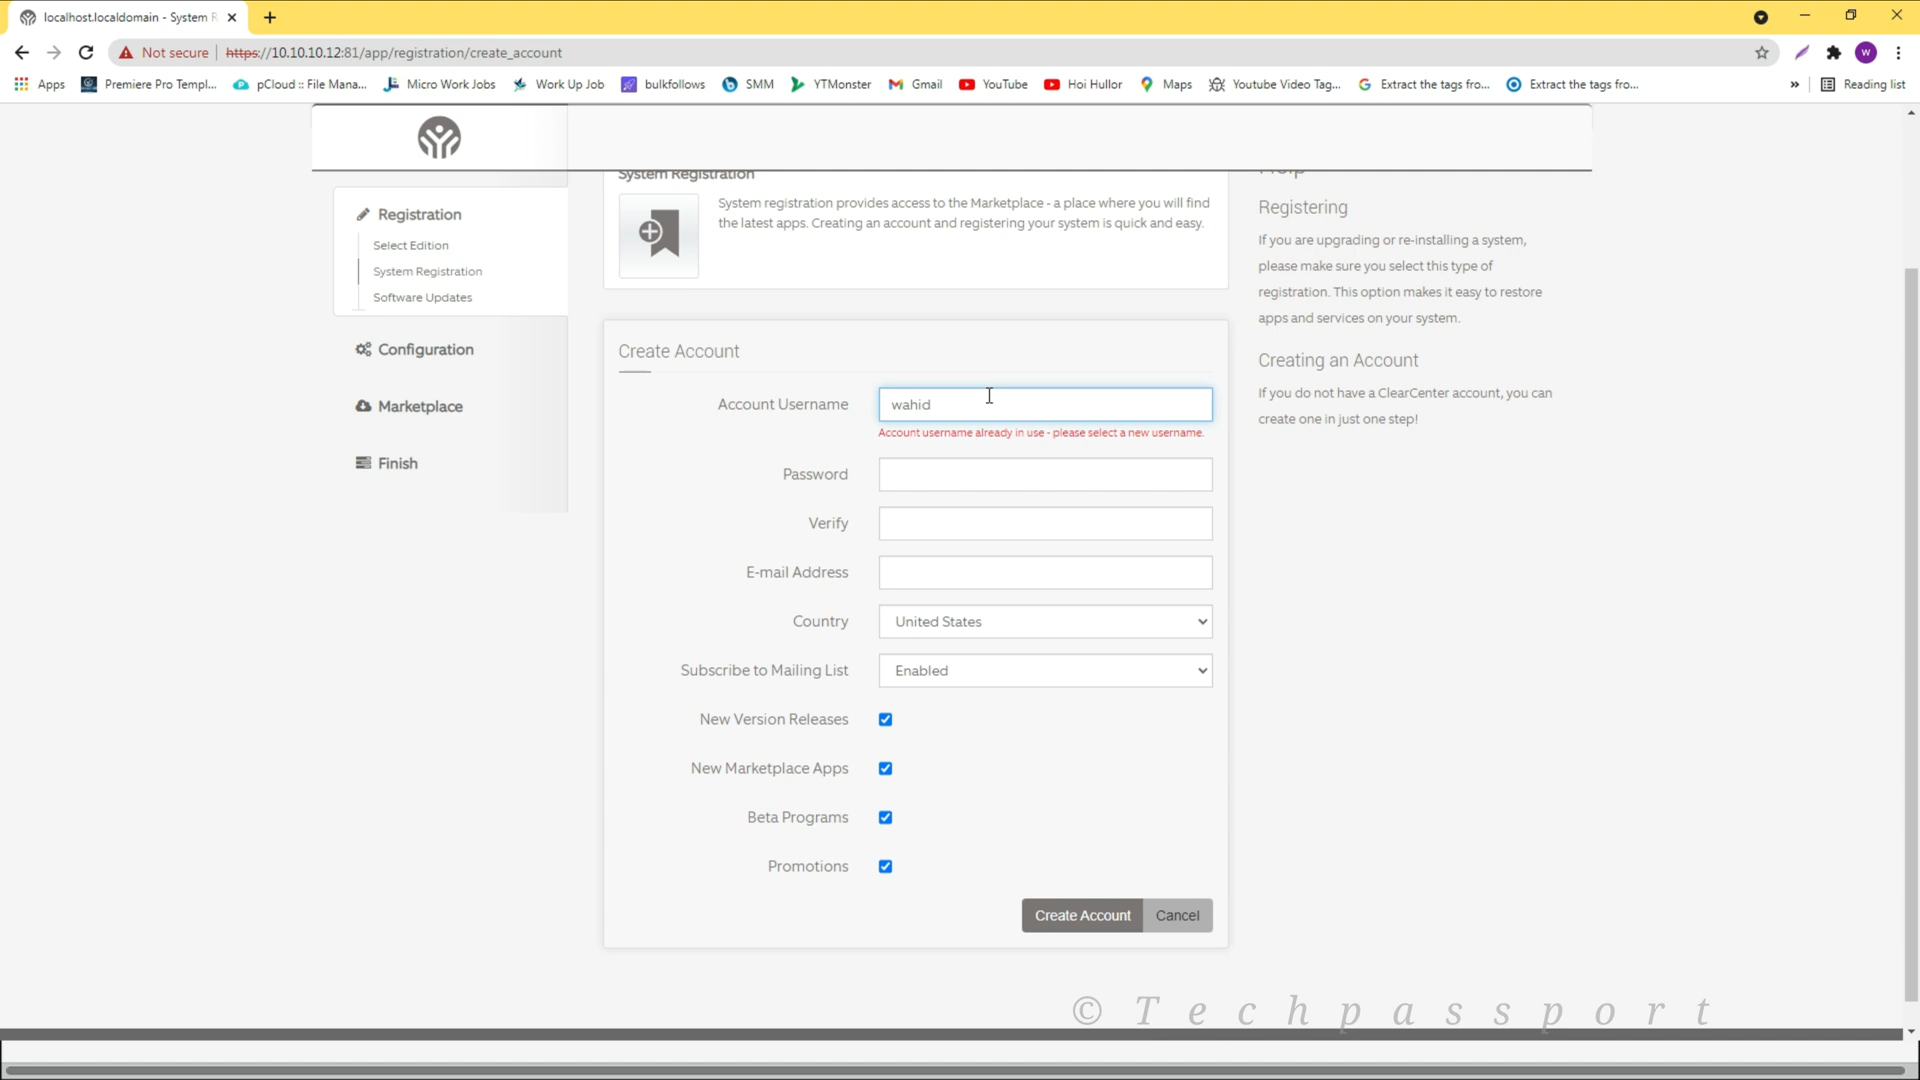 localhost.localdomain - System R
Not secure
https://10.10.10.12:81/app/registration/create_account
W
Apps
Premiere Pro Templ...
pCloud :: File Mana...
Micro Work Jobs
Work Up Job
bulkfollows
SMM
YTMonster
Gmail
YouTube
Hoi Hullor
Maps
Youtube Video Tag...
Extract the tags fro...
Extract the tags fro...
»
Reading list
Registration
Select Edition
System Registration
Software Updates
Configuration
Marketplace
Finish
System Registration
System registration provides access to the Marketplace - a place where you will find
the latest apps. Creating an account and registering your system is quick and easy.
Create Account
Account Username
wahid
Account username already in use - please select a new username.
Password
Verify
E-mail Address
Country
United States
Subscribe to Mailing List
Enabled
New Version Releases
New Marketplace Apps
Beta Programs
Promotions
Create Account
Cancel
Help
Registering
If you are upgrading or re-installing a system,
please make sure you select this type of
registration. This option makes it easy to restore
apps and services on your system.
Creating an Account
If you do not have a ClearCenter account, you can
create one in just one step!
© Techpassport